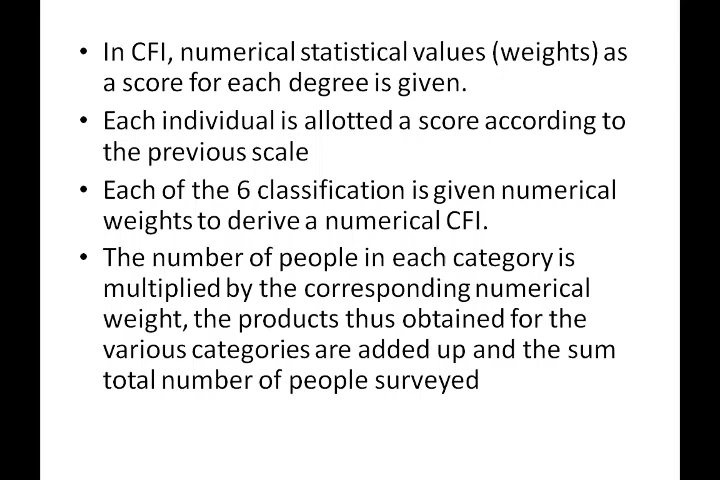 • In CFI, numerical statistical values (weights) as
a score for each degree is given.
• Each individual is allotted a score according to
the previous scale
• Each of the 6 classification is given numerical
weights to derive a numerical CFI.
• The number of people in each category is
multiplied by the corresponding numerical
weight, the products thus obtained for the
various categories are added up and the sum
total number of people surveyed